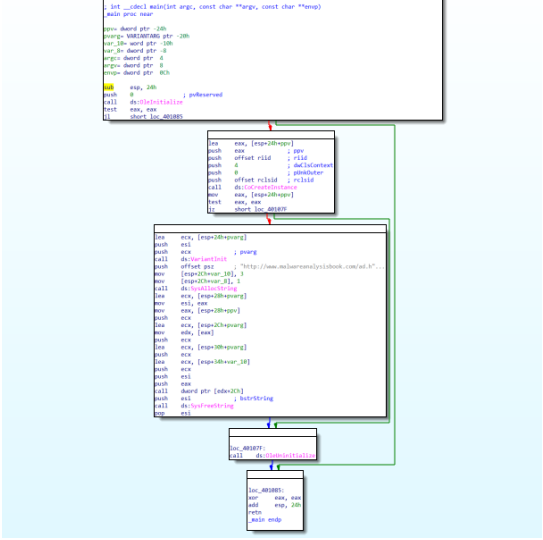 ; int __cdecl main(int argc, const char **argv, const char **envp)
_main proc near
ppv= dword ptr -24h
pvarg= VARIANTARG ptr -20h
var_10= word ptr -10h
var_8= dword ptr -8
argc= dword ptr  4
argv= dword ptr  8
envp= dword ptr  0Ch
sub esp, 24h
push 0 ; pvReserved
call ds:OleInitialize
test eax, eax
jl short loc_401085
lea eax, [esp+24h+ppv]
push eax ; ppv
push offset riid ; riid
push 4 ; dwClsContext
push 0 ; pUnkOuter
push offset rclsid ; rclsid
call ds:CoCreateInstance
mov eax, [esp+24h+ppv]
test eax, eax
jz short loc_40107F
lea ecx, [esp+24h+pvarg]
push esi
push ecx ; pvarg
call ds:VariantInit
push offset psz ; "http://www.malwareanalysisbook.com/ad.h"...
mov [esp+2Ch+var_10], 3
mov [esp+2Ch+var_8], 1
call ds:SysAllocString
lea ecx, [esp+28h+pvarg]
mov esi, eax
mov eax, [esp+28h+ppv]
push ecx
lea ecx, [esp+2Ch+pvarg]
mov edx, [eax]
push ecx
lea ecx, [esp+30h+pvarg]
push ecx
lea ecx, [esp+34h+var_10]
push ecx
push esi
push eax
call dword ptr [edx+2Ch]
push esi ; bstrString
call ds:SysFreeString
pop esi
loc_40107F:
call ds:OleUninitialize
loc_401085:
xor eax, eax
add esp, 24h
retn
_main endp